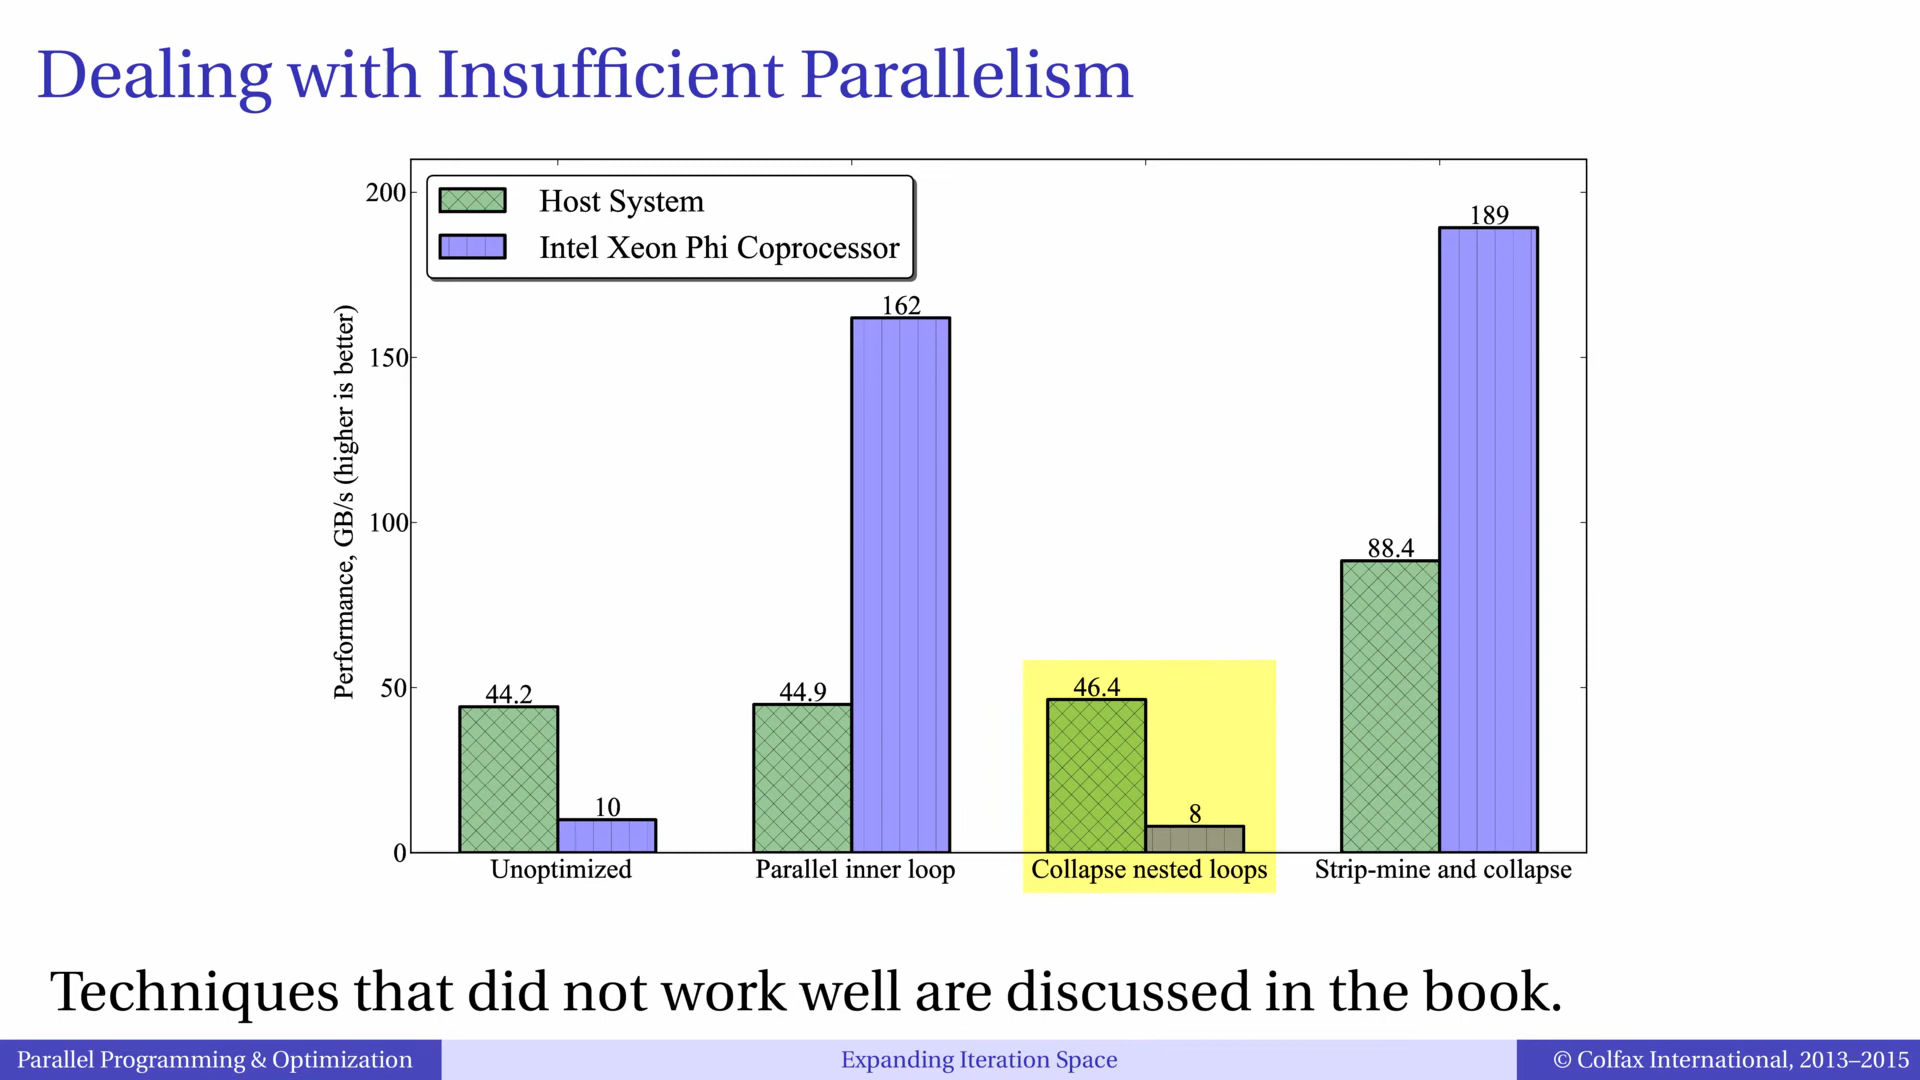 Dealing with Insufficient Parallelism
Host System
Intel Xeon Phi Coprocessor
Performance, GB/s (higher is better)
200
150
100
50
0
44.2
10
44.9
162
46.4
8
88.4
189
Unoptimized
Parallel inner loop
Collapse nested loops
Strip-mine and collapse
Techniques that did not work well are discussed in the book.
Parallel Programming & Optimization
Expanding Iteration Space
© Colfax International, 2013–2015